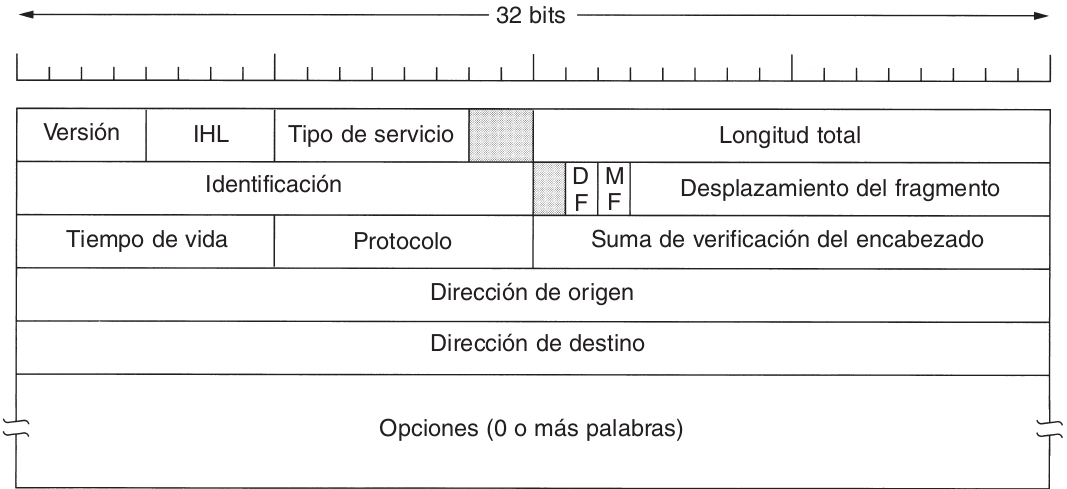 32 bits
Versión IHL Tipo de servicio Longitud total
Identificación D F M F Desplazamiento del fragmento
Tiempo de vida Protocolo Suma de verificación del encabezado
Dirección de origen
Dirección de destino
Opciones (0 o más palabras)